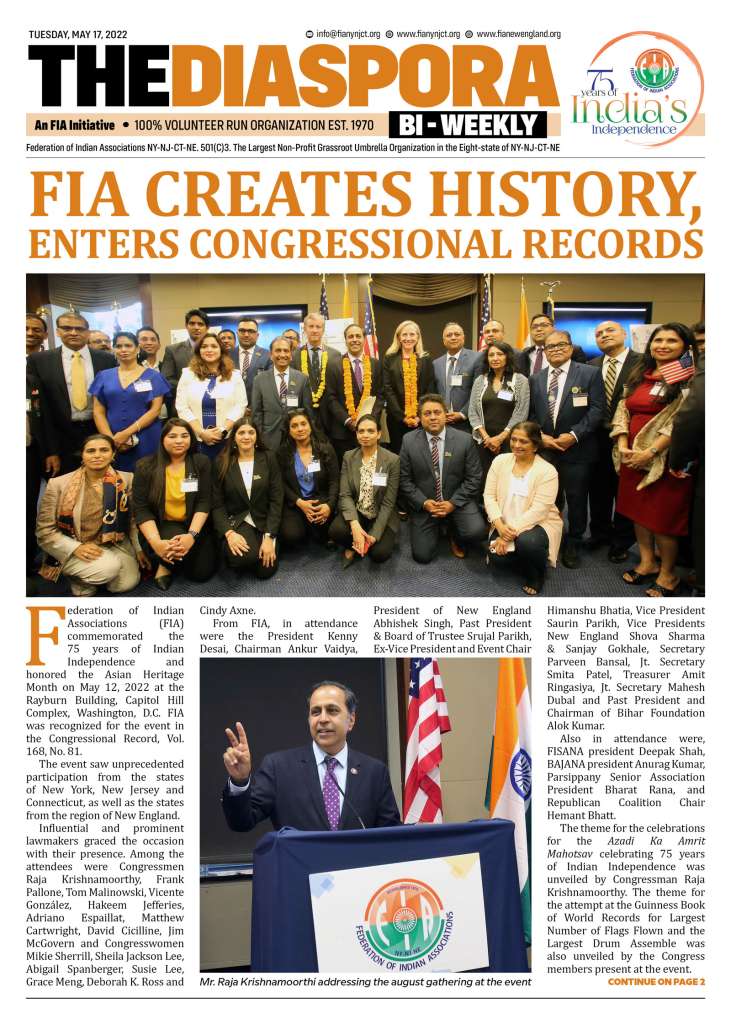 TUESDAY, MAY 17, 2022
info@fianynjct.org www.fianynjct.org www.fianewengland.org
THEDIASPORA
An FIA Initiative • 100% VOLUNTEER RUN ORGANIZATION EST. 1970
BI - WEEKLY
75
years of
India's
Independence
FIA
FEDERATION OF INDIAN ASSOCIATIONS
Federation of Indian Associations NY-NJ-CT-NE. 501(C)3. The Largest Non-Profit Grassroot Umbrella Organization in the Eight-state of NY-NJ-CT-NE
FIA CREATES HISTORY,
ENTERS CONGRESSIONAL RECORDS
Federation of Indian
Associations (FIA)
commemorated the
75 years of Indian
Independence and
honored the Asian Heritage
Month on May 12, 2022 at the
Rayburn Building, Capitol Hill
Complex, Washington, D.C. FIA
was recognized for the event in
the Congressional Record, Vol.
168, No. 81.
The event saw unprecedented
participation from the states
of New York, New Jersey and
Connecticut, as well as the states
from the region of New England.
Influential and prominent
lawmakers graced the occasion
with their presence. Among the
attendees were Congressmen
Raja Krishnamoorthy, Frank
Pallone, Tom Malinowski, Vicente
González, Hakeem Jefferies,
Adriano Espaillat, Matthew
Cartwright, David Cicilline, Jim
McGovern and Congresswomen
Mikie Sherrill, Sheila Jackson Lee,
Abigail Spanberger, Susie Lee,
Grace Meng, Deborah K. Ross and
Cindy Axne.
From FIA, in attendance
were the President Kenny
Desai, Chairman Ankur Vaidya,
President of New England
Abhishek Singh, Past President
& Board of Trustee Srujal Parikh,
Ex-Vice President and Event Chair
FIA
NY-NJ-NE
FEDERATION OF INDIAN ASSOCIATIONS
Mr. Raja Krishnamoorthi addressing the august gathering at the event
Himanshu Bhatia, Vice President
Saurin Parikh, Vice Presidents
New England Shova Sharma
& Sanjay Gokhale, Secretary
Parveen Bansal, Jt. Secretary
Smita Patel, Treasurer Amit
Ringasiya, Jt. Secretary Mahesh
Dubal and Past President and
Chairman of Bihar Foundation
Alok Kumar.
Also in attendance were,
FISANA president Deepak Shah,
BAJANA president Anurag Kumar,
Parsippany Senior Association
President Bharat Rana, and
Republican Coalition Chair
Hemant Bhatt.
The theme for the celebrations
for the Azadi Ka Amrit
Mahotsav celebrating 75 years
of Indian Independence was
unveiled by Congressman Raja
Krishnamoorthy. The theme for
the attempt at the Guinness Book
of World Records for Largest
Number of Flags Flown and the
Largest Drum Assemble was
also unveiled by the Congress
members present at the event.
CONTINUE ON PAGE 2